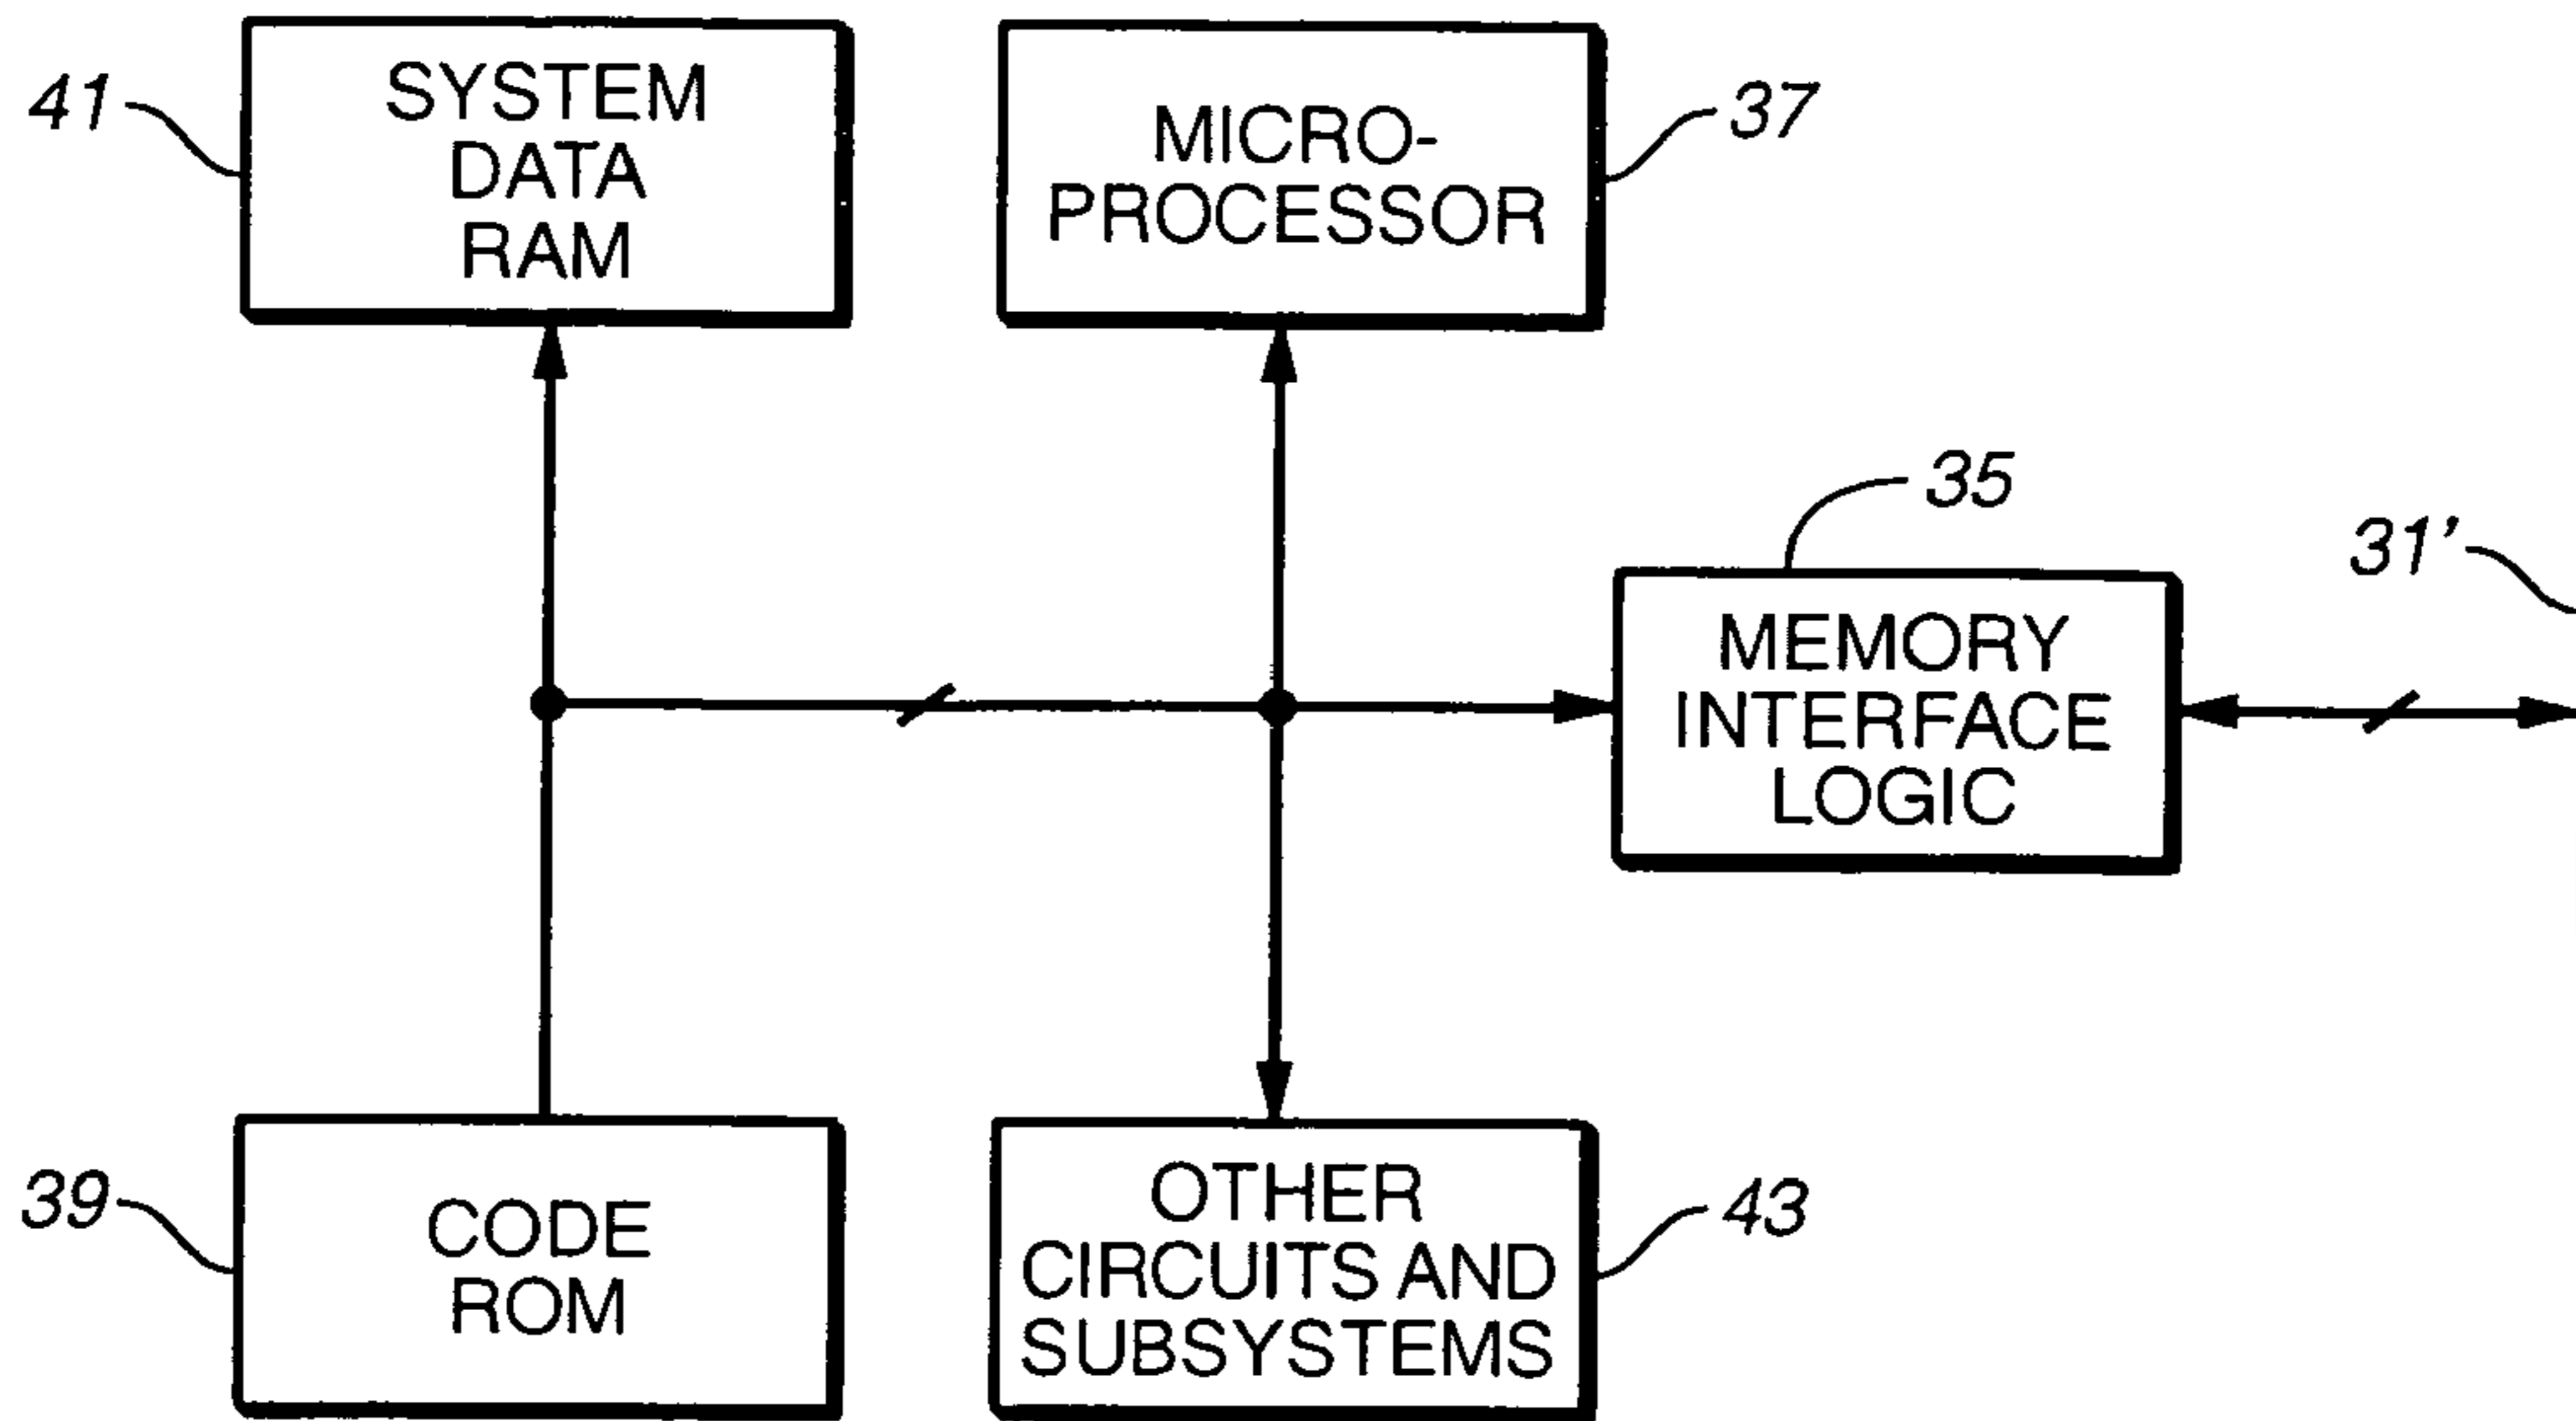 41
SYSTEM
DATA
RAM
MICRO-
PROCESSOR
37
35
MEMORY
INTERFACE
LOGIC
31'
39
CODE
ROM
OTHER
CIRCUITS AND
SUBSYSTEMS
43